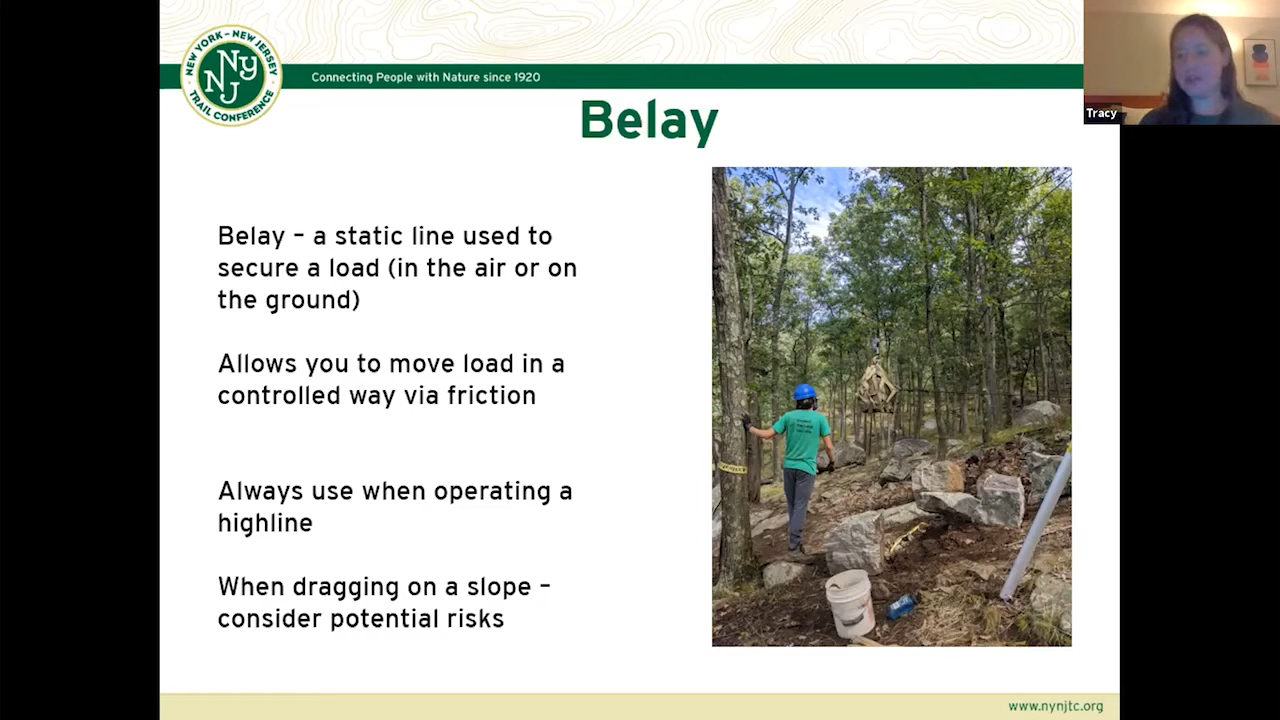 NEW YORK - NEW JERSEY
NY
NJ
TRAIL CONFERENCE
Connecting People with Nature since 1920
Belay
Tracy
Belay – a static line used to
secure a load (in the air or on
the ground)
Allows you to move load in a
controlled way via friction
Always use when operating a
highline
When dragging on a slope –
consider potential risks
www.nynjtc.org